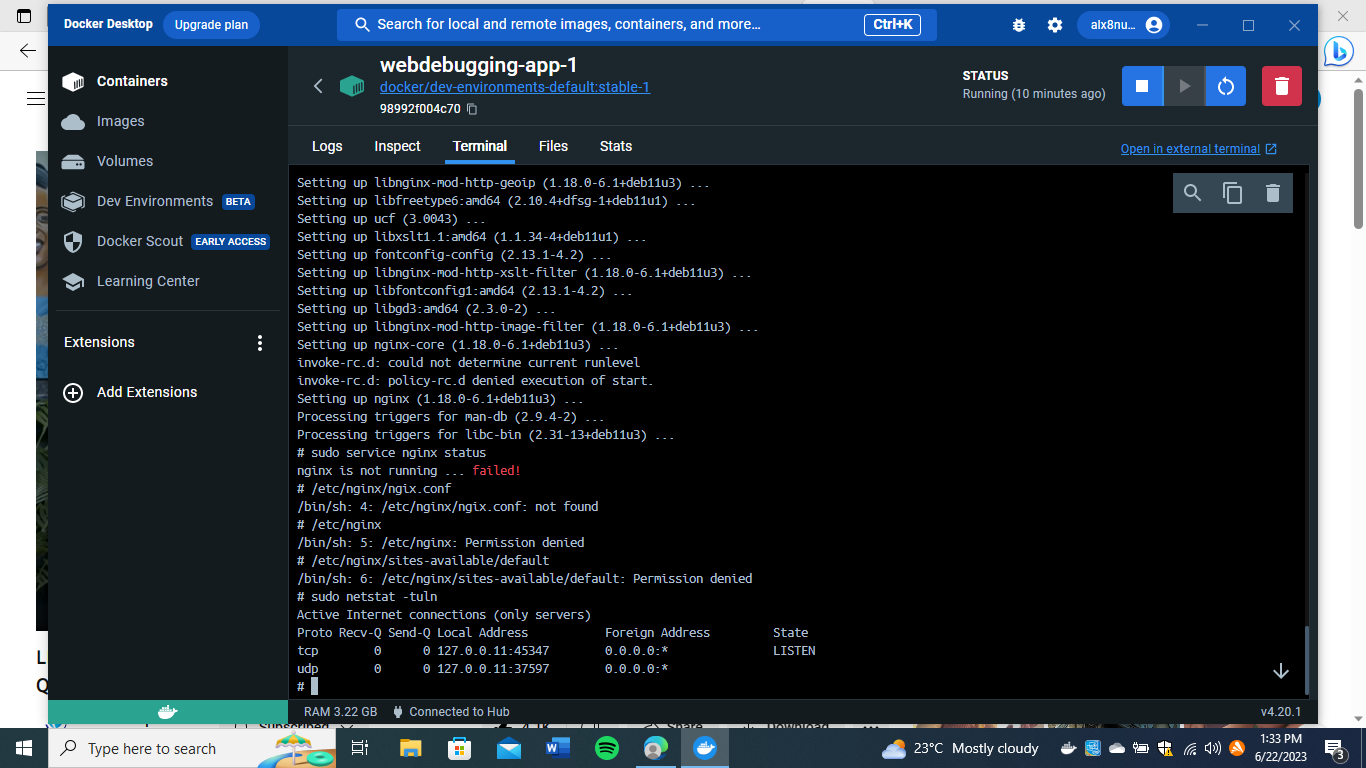 Docker Desktop
Upgrade plan
Search for local and remote images, containers, and more...
Ctrl+K
alx8nu...
Containers
Images
Volumes
Dev Environments BETA
Docker Scout EARLY ACCESS
Learning Center
Extensions
Add Extensions
webdebugging-app-1
docker/dev-environments-default:stable-1
98992f004c70
STATUS
Running (10 minutes ago)
Logs Inspect Terminal Files Stats
Open in external terminal
Setting up libnginx-mod-http-geoip (1.18.0-6.1+deb11u3) ...
Setting up libfreetype6:amd64 (2.10.4+dfsg-1+deb11u1) ...
Setting up ucf (3.0043) ...
Setting up libxslt1.1:amd64 (1.1.34-4+deb11u1) ...
Setting up fontconfig-config (2.13.1-4.2) ...
Setting up libnginx-mod-http-xslt-filter (1.18.0-6.1+deb11u3) ...
Setting up libfontconfig1:amd64 (2.13.1-4.2) ...
Setting up libgd3:amd64 (2.3.0-2) ...
Setting up libnginx-mod-http-image-filter (1.18.0-6.1+deb11u3) ...
Setting up nginx-core (1.18.0-6.1+deb11u3) ...
invoke-rc.d: could not determine current runlevel
invoke-rc.d: policy-rc.d denied execution of start.
Setting up nginx (1.18.0-6.1+deb11u3) ...
Processing triggers for man-db (2.9.4-2) ...
Processing triggers for libc-bin (2.31-13+deb11u3) ...
# sudo service nginx status
nginx is not running ... failed!
# /etc/nginx/ngix.conf
/bin/sh: 4: /etc/nginx/ngix.conf: not found
# /etc/nginx
/bin/sh: 5: /etc/nginx: Permission denied
# /etc/nginx/sites-available/default
/bin/sh: 6: /etc/nginx/sites-available/default: Permission denied
# sudo netstat -tuln
Active Internet connections (only servers)
Proto Recv-Q Send-Q Local Address Foreign Address State
tcp 0 0 127.0.0.11:45347 0.0.0.0:* LISTEN
udp 0 0 127.0.0.11:37597 0.0.0.0:*
#
RAM 3.22 GB
Connected to Hub
v4.20.1
Type here to search
23°C Mostly cloudy
1:33 PM
6/22/2023
3